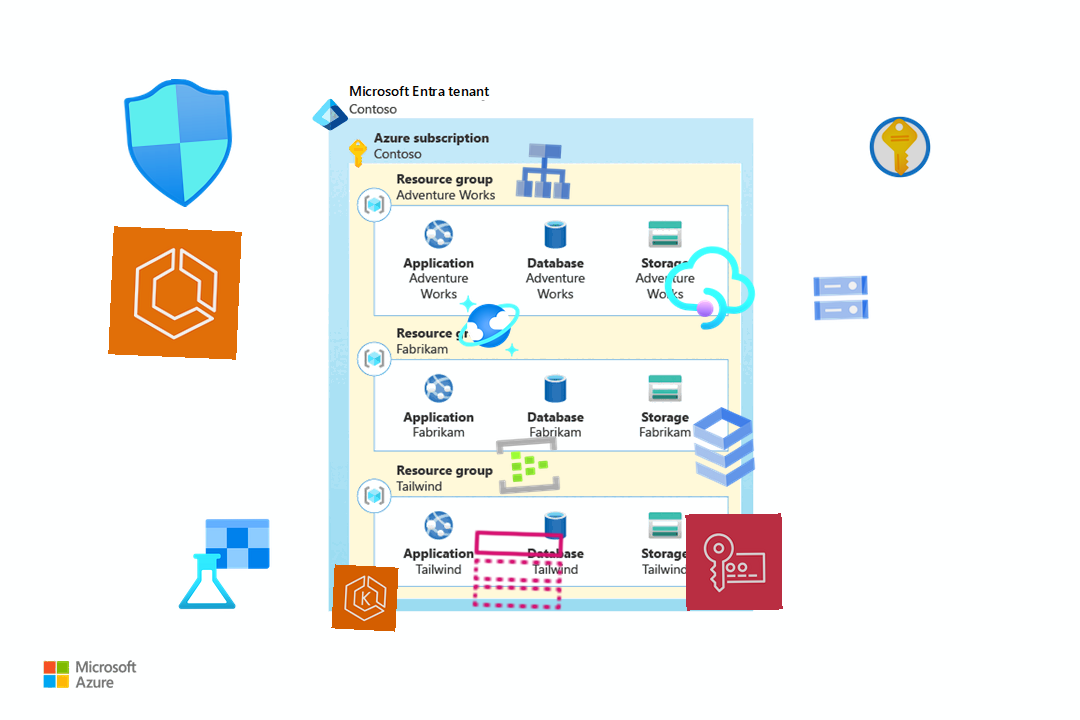 Microsoft Entra tenant
Contoso
Azure subscription
Contoso
Resource group
Adventure Works
Application
Adventure
Works
Database
Adventure
Works
Storage
Adventure
Works
Resource
Fabrikam
Application
Fabrikam
Database
Fabrikam
Storage
Fabrikam
Resource group
Tailwind
Application
Tailwind
Database
Tailwind
Storage
Tailwind
K
Microsoft
Azure